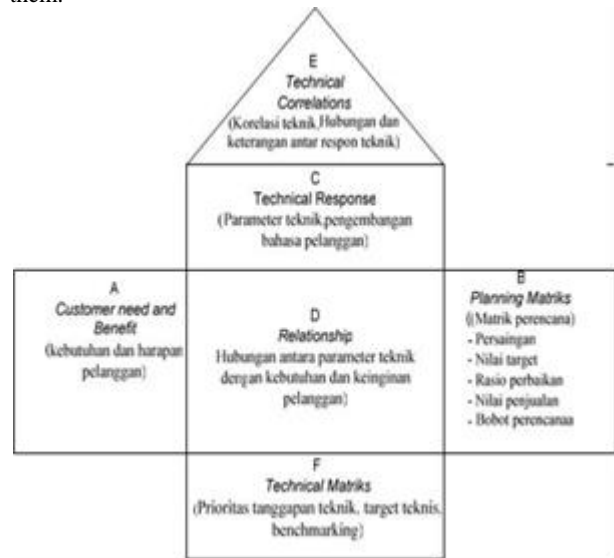 them.
E
Technical
Correlations
(Korelasi teknik,Hubungan dan
keterangan antar respon teknik)
C
Technical Response
(Parameter teknik,pengembangan
bahasa pelanggan)
A
Customer need and
Benefit
(kebutuhan dan harapan
pelanggan)
D
Relationship
Hubungan antara parameter teknik
dengan kebutuhan dan keinginan
pelanggan)
B
Planning Matriks
((Matrik perencana)
- Persaingan
- Nilai target
- Rasio perbaikan
- Nilai penjualan
- Bobot perencanaa
F
Technical Matriks
(Prioritas tanggapan teknik, target teknis,
benchmarking)